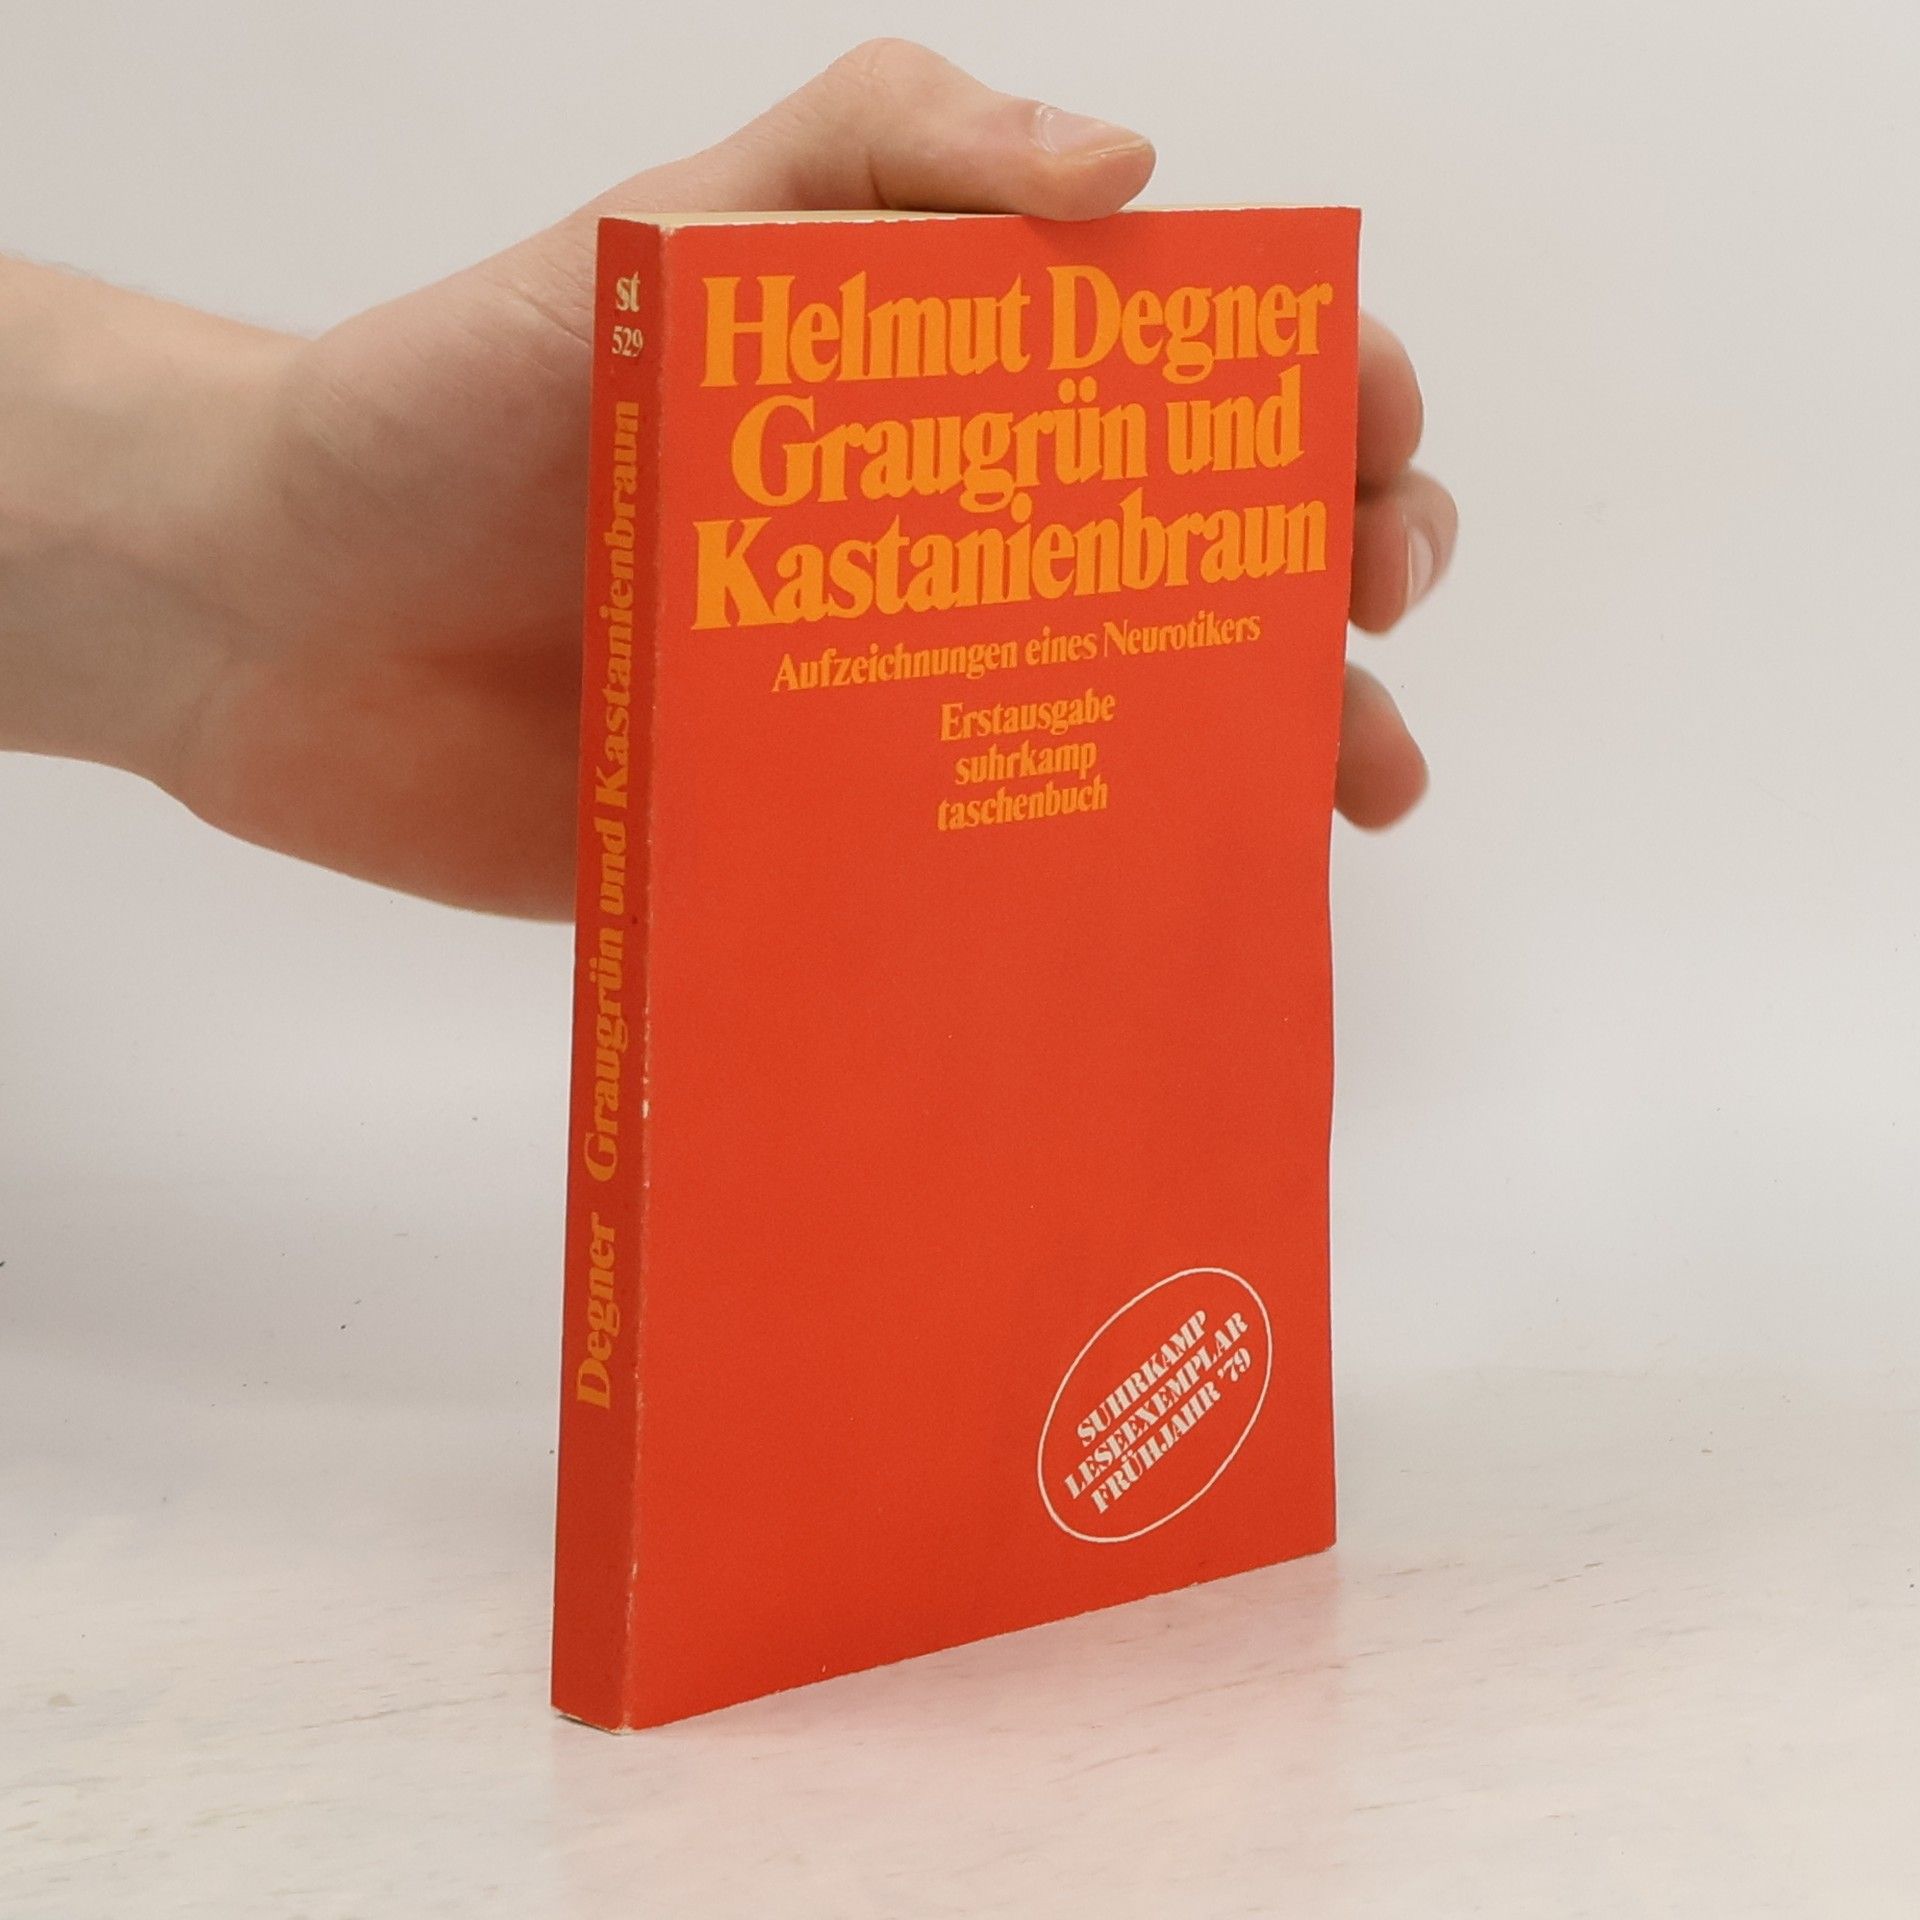 st
529
Degner Graugrün und Kastanienbraun
Helmut Degner
Graugrün und
Kastanienbraun
Aufzeichnungen eines Neurotikers
Erstausgabe
suhrkamp
taschenbuch
SUHRKAMP
LESEEXEMPLAR
FRÜHJAHR '79